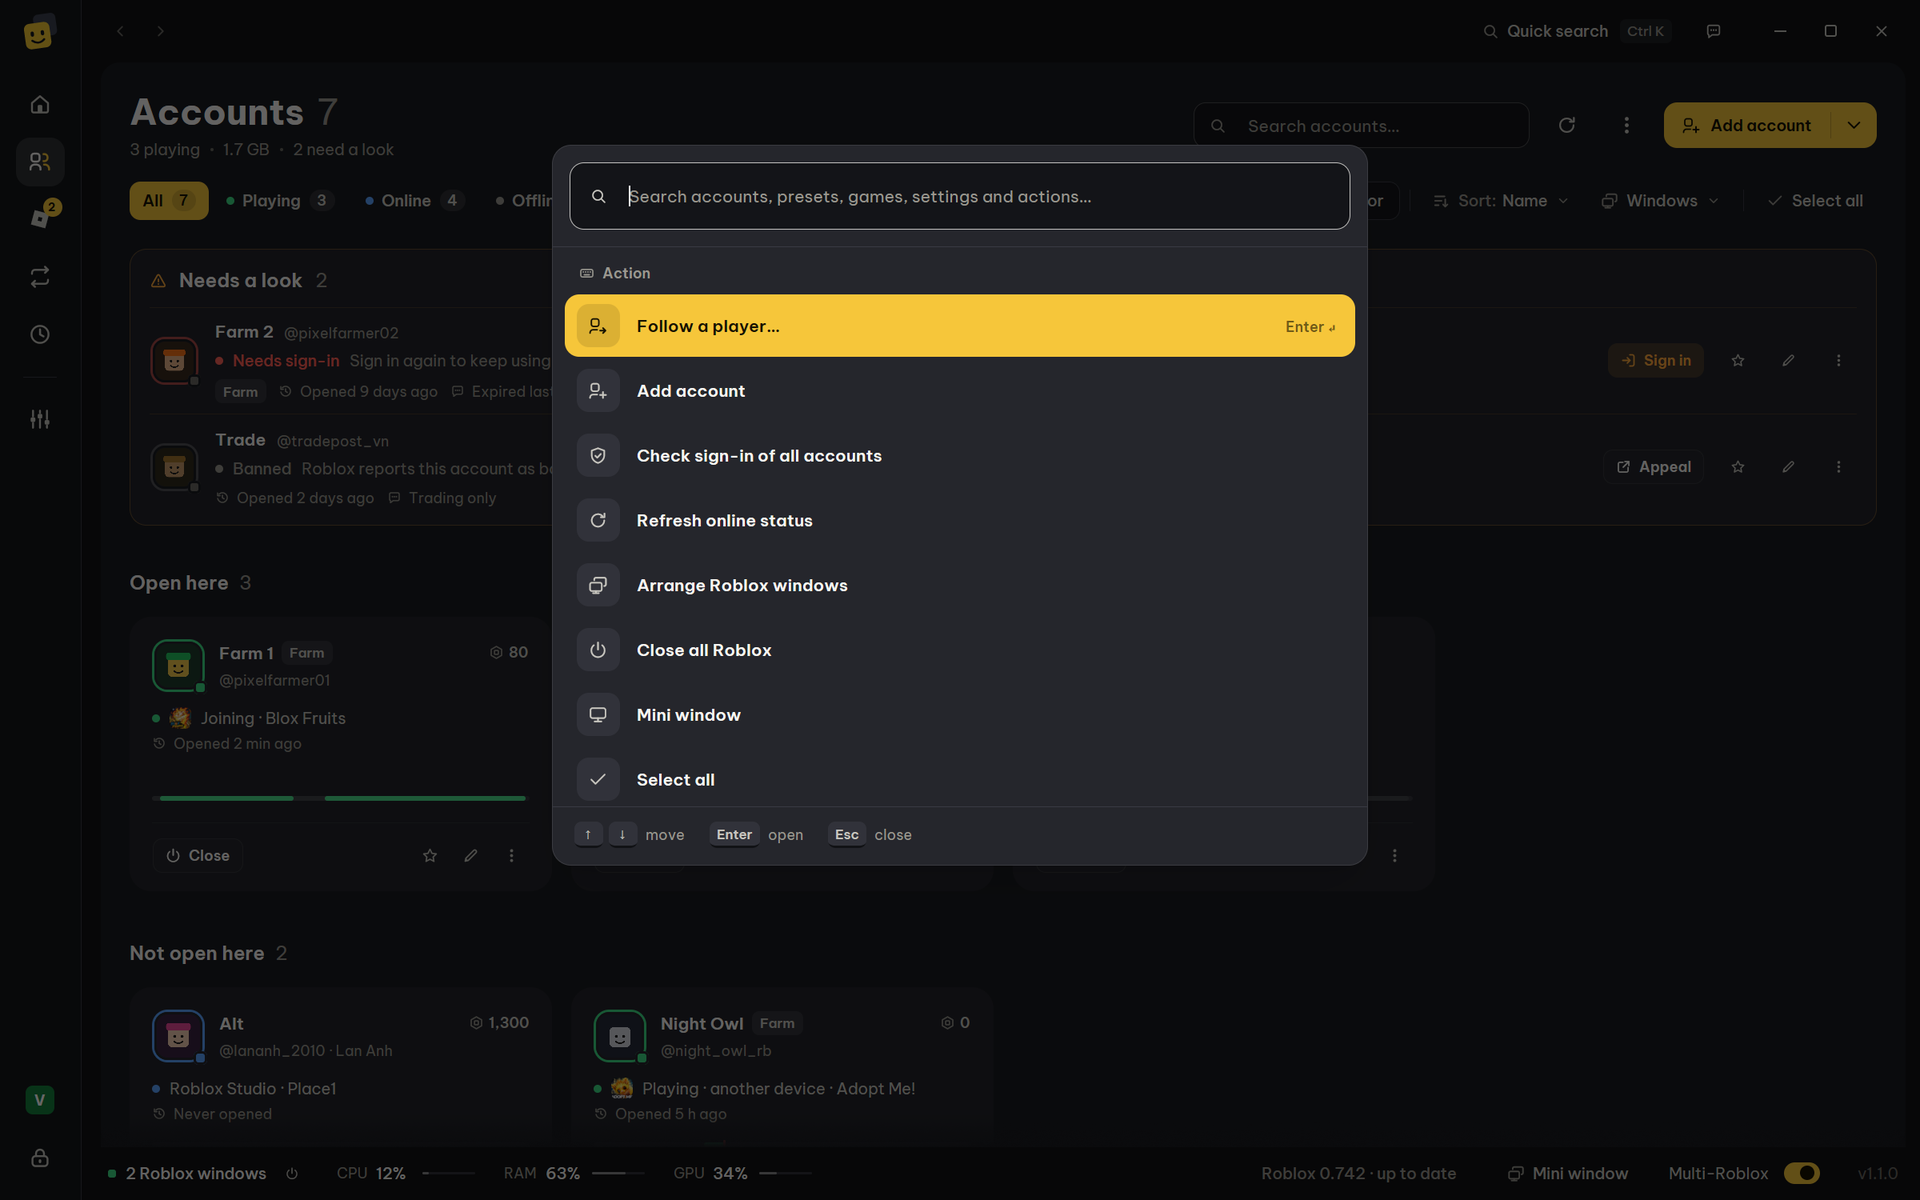 Quick search Ctrl K
Accounts 7
3 playing · 1.7 GB · 2 need a look
Search accounts...
Add account
All 7
Playing 3
Online 4
Sort: Name
Windows
Select all
Search accounts, presets, games, settings and actions...
Action
Follow a player...
Enter
Add account
Check sign-in of all accounts
Refresh online status
Arrange Roblox windows
Close all Roblox
Mini window
Select all
↑ ↓ move Enter open Esc close
2
Needs a look 2
Farm 2 @pixelfarmer02
Needs sign-in Sign in again to keep using
Farm Opened 9 days ago
Sign in
Trade @tradepost_vn
Banned Roblox reports this account as
Opened 2 days ago Trading only
Appeal
Open here 3
Farm 1 Farm 80
@pixelfarmer01
Joining · Blox Fruits
Opened 2 min ago
Close
Not open here 2
Alt 1,300
@lananh_2010 · Lan Anh
Roblox Studio · Place1
Never opened
Night Owl Farm 0
@night_owl_rb
Playing · another device · Adopt Me!
Opened 5 h ago
V
2 Roblox windows
CPU 12%
RAM 63%
GPU 34%
Roblox 0.742 · up to date
Mini window
Multi-Roblox
v1.1.0